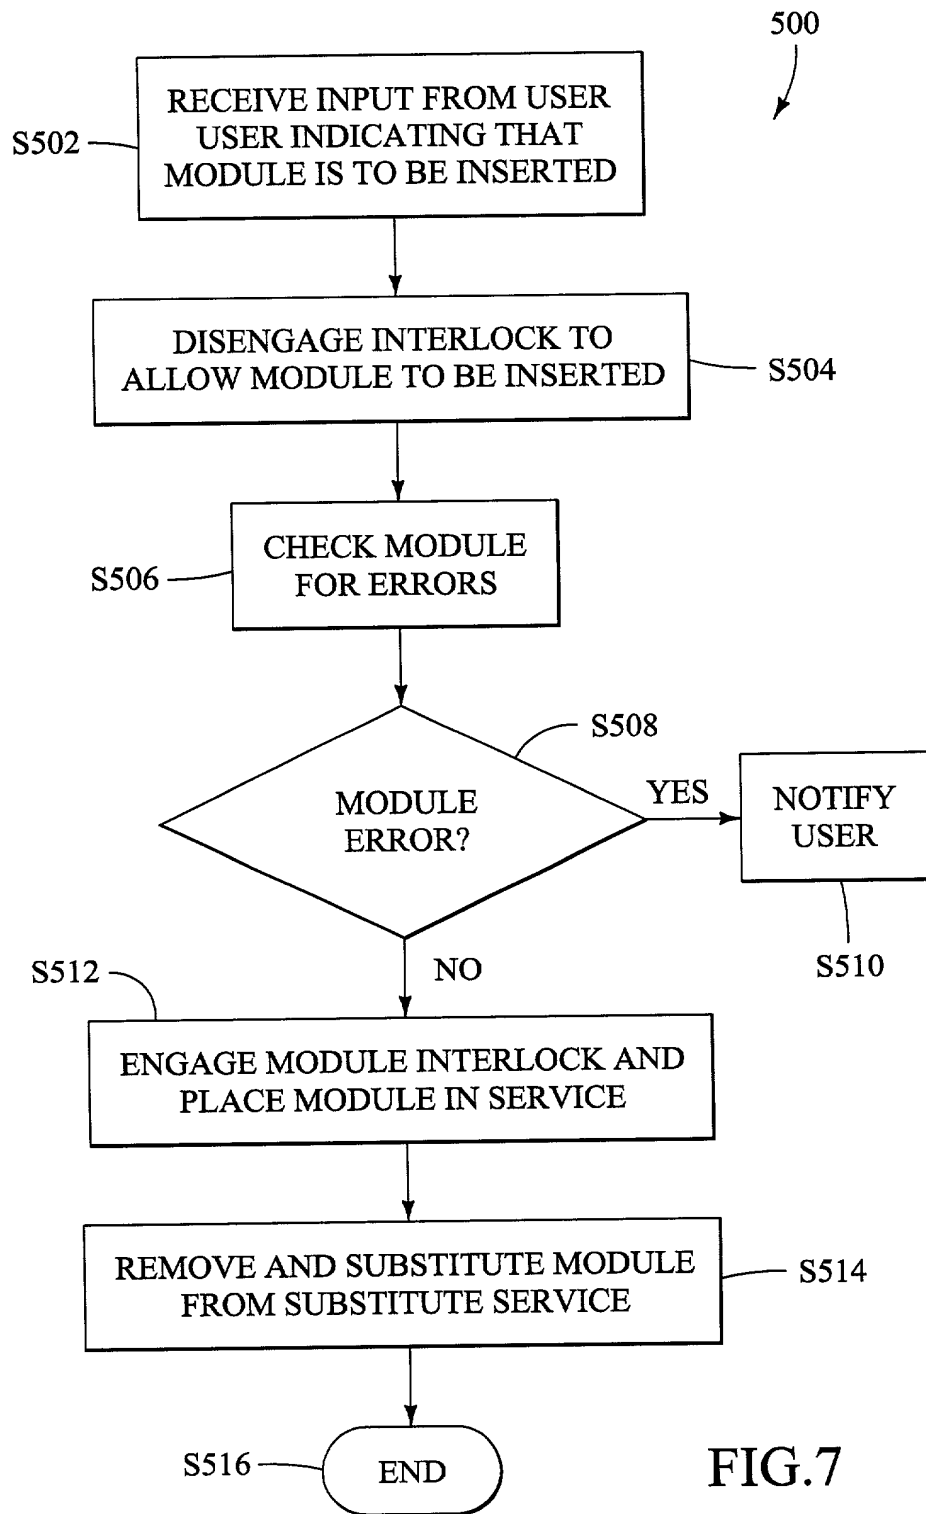 500
RECEIVE INPUT FROM USER
USER INDICATING THAT
MODULE IS TO BE INSERTED
S502
DISENGAGE INTERLOCK TO
ALLOW MODULE TO BE INSERTED
S504
CHECK MODULE
FOR ERRORS
S506
S508
MODULE
ERROR?
YES
NOTIFY
USER
S510
NO
S512
ENGAGE MODULE INTERLOCK AND
PLACE MODULE IN SERVICE
REMOVE AND SUBSTITUTE MODULE
FROM SUBSTITUTE SERVICE
S514
S516
END
FIG.7